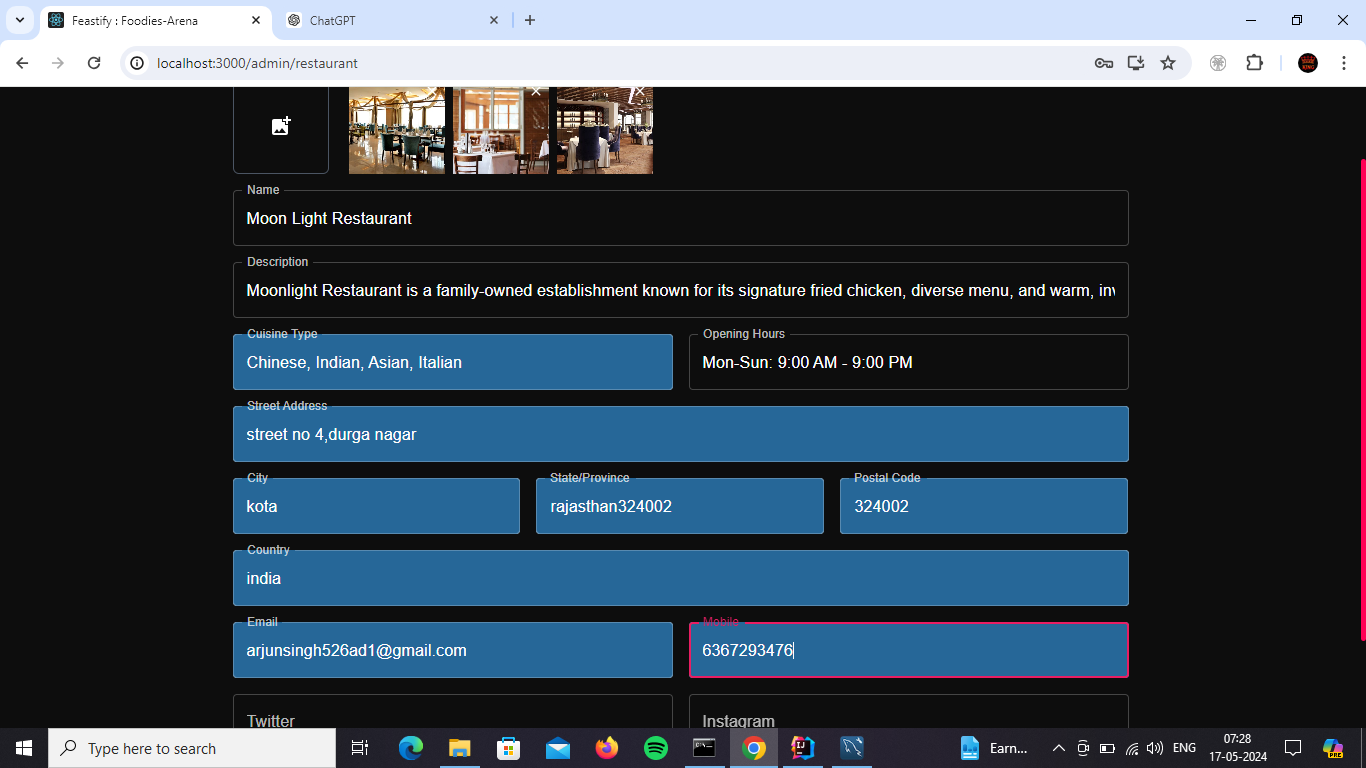 Feastify : Foodies-Arena
ChatGPT
localhost:3000/admin/restaurant
Name
Moon Light Restaurant
Description
Moonlight Restaurant is a family-owned establishment known for its signature fried chicken, diverse menu, and warm, inv
Cuisine Type
Opening Hours
Chinese, Indian, Asian, Italian
Mon-Sun: 9:00 AM - 9:00 PM
Street Address
street no 4,durga nagar
City
State/Province
Postal Code
kota
rajasthan324002
324002
Country
india
Email
Mobile
arjunsingh526ad1@gmail.com
6367293476
Twitter
Instagram
Type here to search
Earn...
ENG
07:28
17-05-2024
PRE